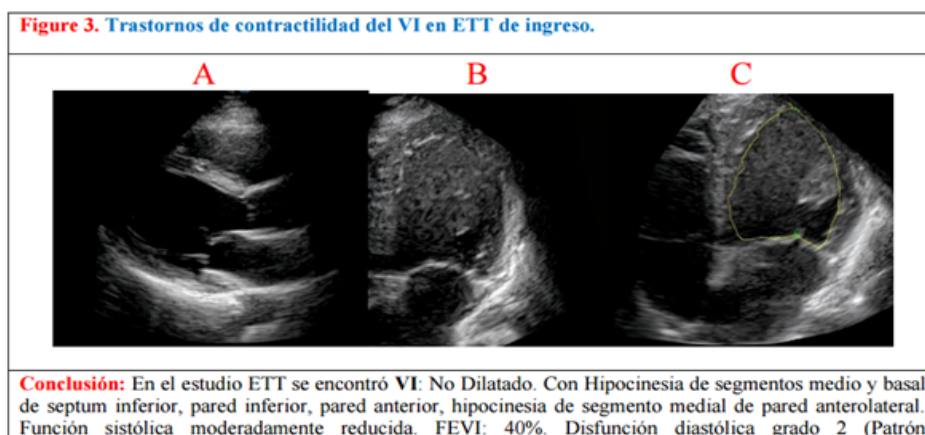 Figure 3. Trastornos de contractilidad del VI en ETT de ingreso.
A B C
Conclusión: En el estudio ETT se encontró VI: No Dilatado. Con Hipocinesia de segmentos medio y basal
de septum inferior, pared inferior, pared anterior, hipocinesia de segmento medial de pared anterolateral.
Función sistólica moderadamente reducida. FEVI: 40%. Disfunción diastólica grado 2 (Patrón